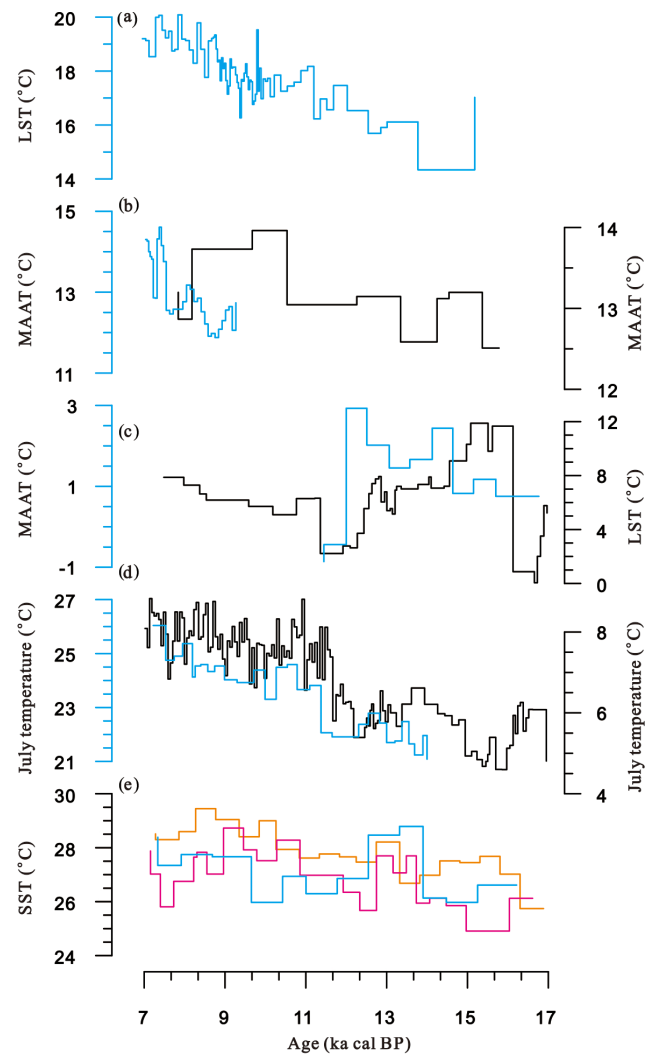 (a)
20
18
16
14
LST (°C)
(b)
15
13
11
MAAT (°C)
14
13
12
MAAT (°C)
(c)
3
1
-1
MAAT (°C)
12
8
4
0
LST (°C)
(d)
27
25
23
21
July temperature (°C)
8
6
4
July temperature (°C)
(e)
30
28
26
24
SST (°C)
7 9 11 13 15 17
Age (ka cal BP)